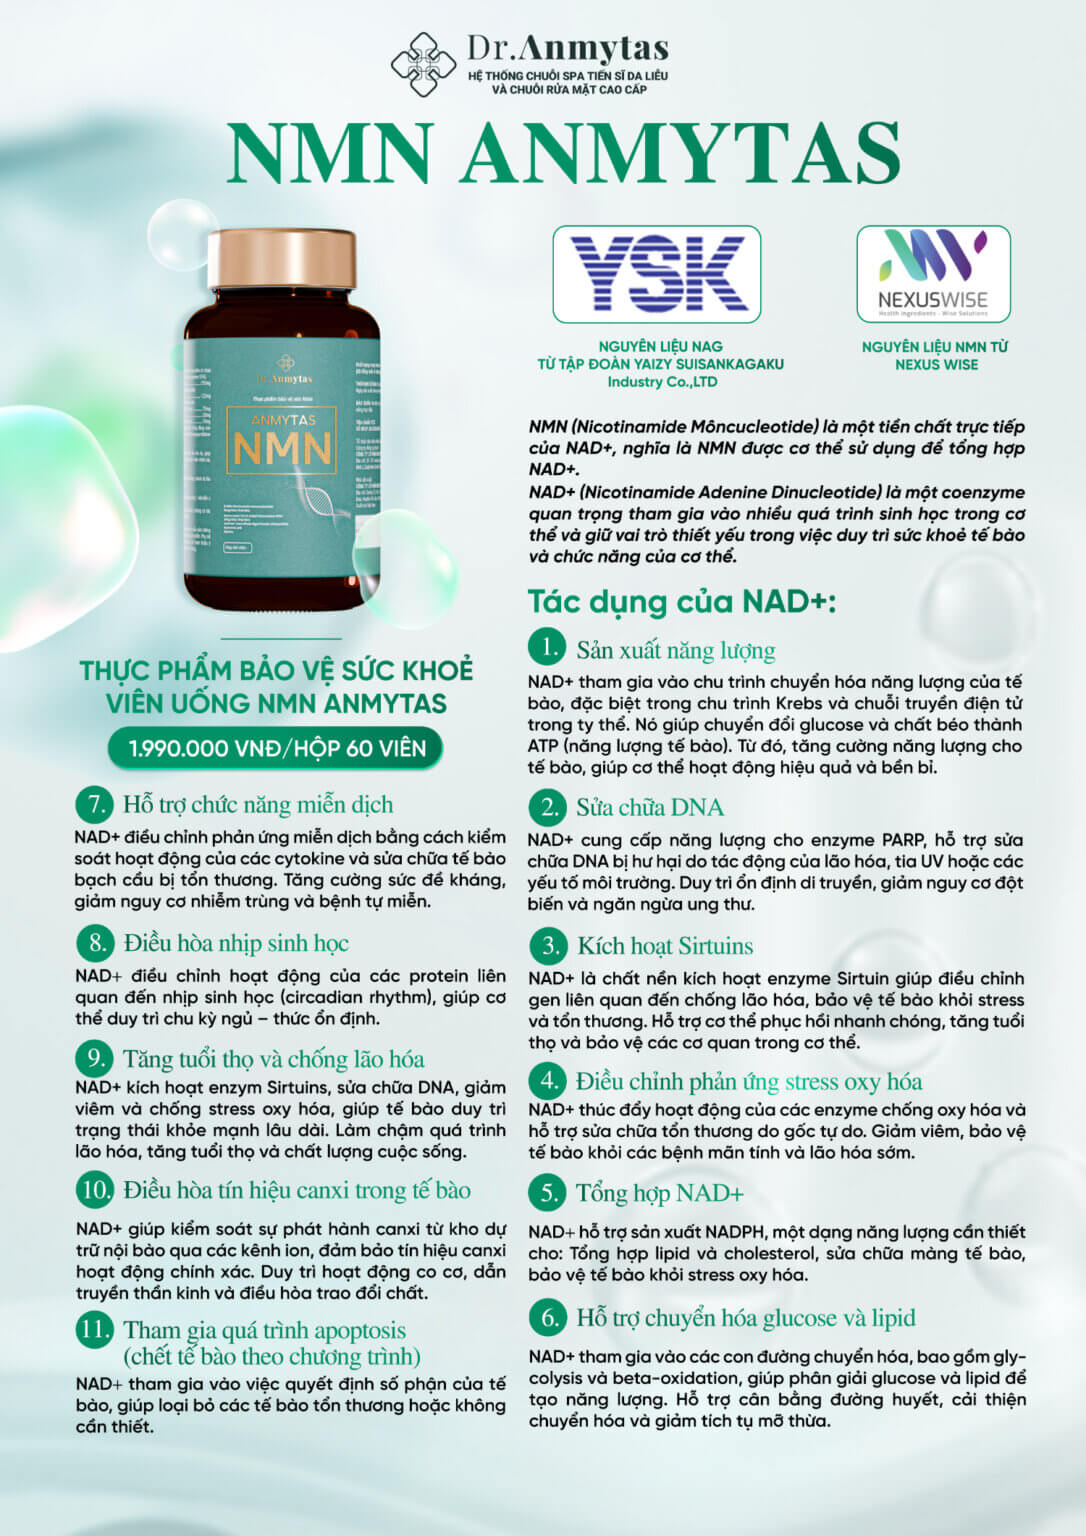 Dr.Anmytas
HỆ THỐNG CHUỖI SPA TIẾN SĨ DA LIỄU
VÀ CHUỖI RỬA MẶT CAO CẤP
NMN ANMYTAS
YSK
NGUYÊN LIỆU NAG
TỪ TẬP ĐOÀN YAIZY SUISANKAGAKU
Industry Co.,LTD
NEXUSWISE
Health Ingredients - Wise Solutions
NGUYÊN LIỆU NMN TỪ
NEXUS WISE
Dr.Anmytas
Thực phẩm bảo vệ sức khỏe
ANMYTAS
NMN
NMN (Nicotinamide Môncucleotide) là một tiền chất trực tiếp
của NAD+, nghĩa là NMN được cơ thể sử dụng để tổng hợp
NAD+.
NAD+ (Nicotinamide Adenine Dinucleotide) là một coenzyme
quan trọng tham gia vào nhiều quá trình sinh học trong cơ
thể và giữ vai trò thiết yếu trong việc duy trì sức khoẻ tế bào
và chức năng của cơ thể.
THỰC PHẨM BẢO VỆ SỨC KHOẺ
VIÊN UỐNG NMN ANMYTAS
1.990.000 VNĐ/HỘP 60 VIÊN
Tác dụng của NAD+:
1. Sản xuất năng lượng
NAD+ tham gia vào chu trình chuyển hóa năng lượng của tế
bào, đặc biệt trong chu trình Krebs và chuỗi truyền điện tử
trong ty thể. Nó giúp chuyển đổi glucose và chất béo thành
ATP (năng lượng tế bào). Từ đó, tăng cường năng lượng cho
tế bào, giúp cơ thể hoạt động hiệu quả và bền bỉ.
2. Sửa chữa DNA
NAD+ cung cấp năng lượng cho enzyme PARP, hỗ trợ sửa
chữa DNA bị hư hại do tác động của lão hóa, tia UV hoặc các
yếu tố môi trường. Duy trì ổn định di truyền, giảm nguy cơ đột
biến và ngăn ngừa ung thư.
3. Kích hoạt Sirtuins
NAD+ là chất nền kích hoạt enzyme Sirtuin giúp điều chỉnh
gen liên quan đến chống lão hóa, bảo vệ tế bào khỏi stress
và tổn thương. Hỗ trợ cơ thể phục hồi nhanh chóng, tăng tuổi
thọ và bảo vệ các cơ quan trong cơ thể.
4. Điều chỉnh phản ứng stress oxy hóa
NAD+ thúc đẩy hoạt động của các enzyme chống oxy hóa và
hỗ trợ sửa chữa tổn thương do gốc tự do. Giảm viêm, bảo vệ
tế bào khỏi các bệnh mãn tính và lão hóa sớm.
5. Tổng hợp NAD+
NAD+ hỗ trợ sản xuất NADPH, một dạng năng lượng cần thiết
cho: Tổng hợp lipid và cholesterol, sửa chữa màng tế bào,
bảo vệ tế bào khỏi stress oxy hóa.
6. Hỗ trợ chuyển hóa glucose và lipid
NAD+ tham gia vào các con đường chuyển hóa, bao gồm gly-
colysis và beta-oxidation, giúp phân giải glucose và lipid để
tạo năng lượng. Hỗ trợ cân bằng đường huyết, cải thiện
chuyển hóa và giảm tích tụ mỡ thừa.
7. Hỗ trợ chức năng miễn dịch
NAD+ điều chỉnh phản ứng miễn dịch bằng cách kiểm
soát hoạt động của các cytokine và sửa chữa tế bào
bạch cầu bị tổn thương. Tăng cường sức đề kháng,
giảm nguy cơ nhiễm trùng và bệnh tự miễn.
8. Điều hòa nhịp sinh học
NAD+ điều chỉnh hoạt động của các protein liên
quan đến nhịp sinh học (circadian rhythm), giúp cơ
thể duy trì chu kỳ ngủ – thức ổn định.
9. Tăng tuổi thọ và chống lão hóa
NAD+ kích hoạt enzym Sirtuins, sửa chữa DNA, giảm
viêm và chống stress oxy hóa, giúp tế bào duy trì
trạng thái khỏe mạnh lâu dài. Làm chậm quá trình
lão hóa, tăng tuổi thọ và chất lượng cuộc sống.
10. Điều hòa tín hiệu canxi trong tế bào
NAD+ giúp kiểm soát sự phát hành canxi từ kho dự
trữ nội bào qua các kênh ion, đảm bảo tín hiệu canxi
hoạt động chính xác. Duy trì hoạt động co cơ, dẫn
truyền thần kinh và điều hòa trao đổi chất.
11. Tham gia quá trình apoptosis
(chết tế bào theo chương trình)
NAD+ tham gia vào việc quyết định số phận của tế
bào, giúp loại bỏ các tế bào tổn thương hoặc không
cần thiết.